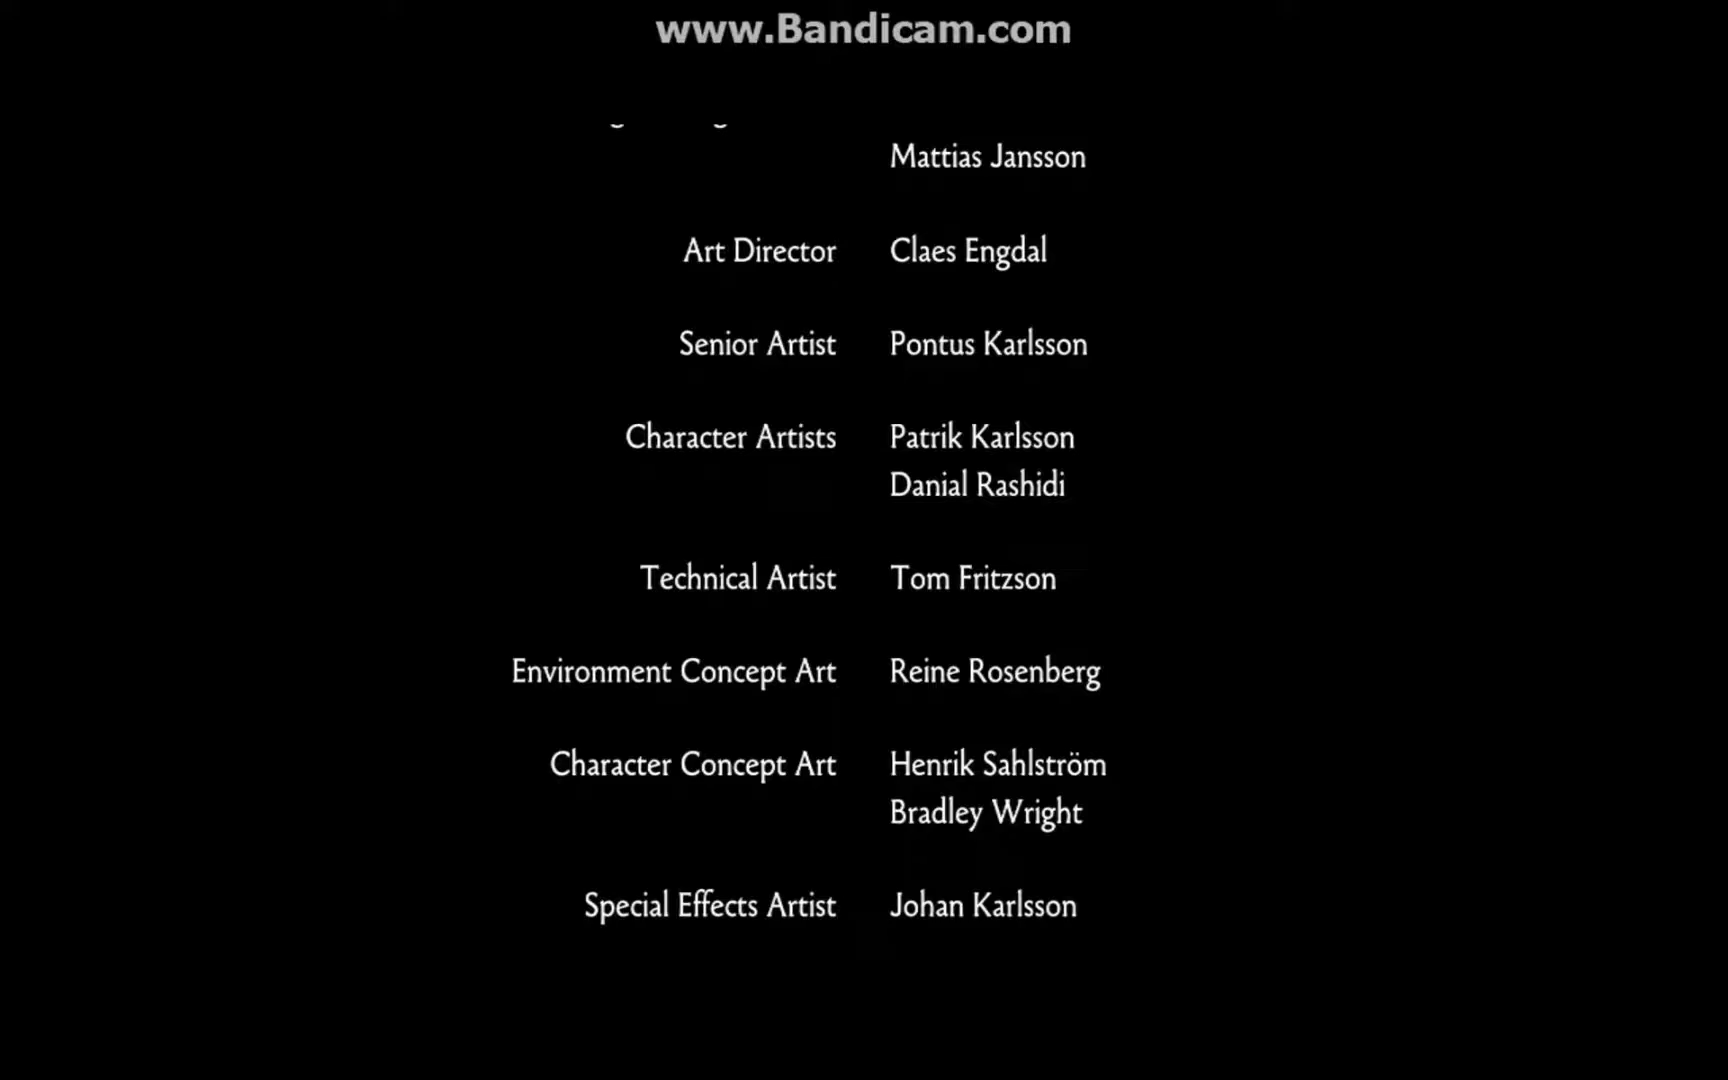 www.Bandicam.com
Mattias Jansson
Art Director Claes Engdal
Senior Artist Pontus Karlsson
Character Artists Patrik Karlsson
Danial Rashidi
Technical Artist Tom Fritzson
Environment Concept Art Reine Rosenberg
Character Concept Art Henrik Sahlström
Bradley Wright
Special Effects Artist Johan Karlsson